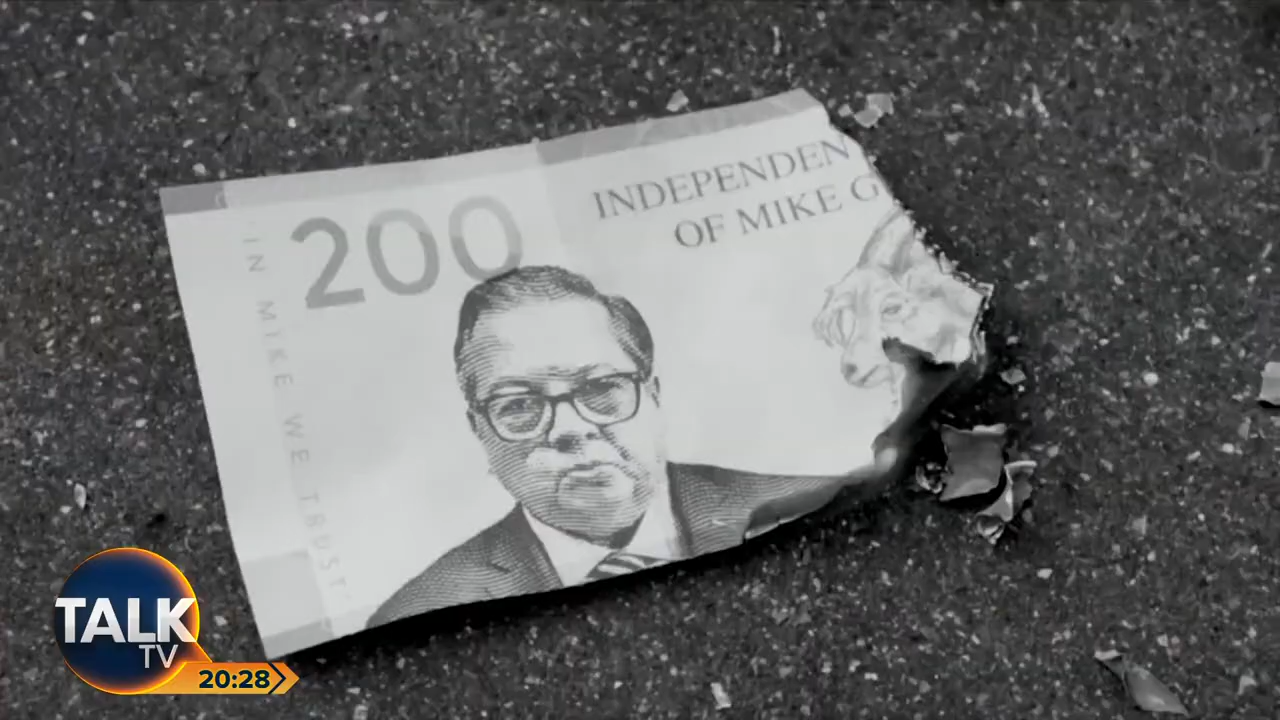 200
INDEPENDEN
OF MIKE G
IN MIKE WE TRUST
TALK
TV
20:28